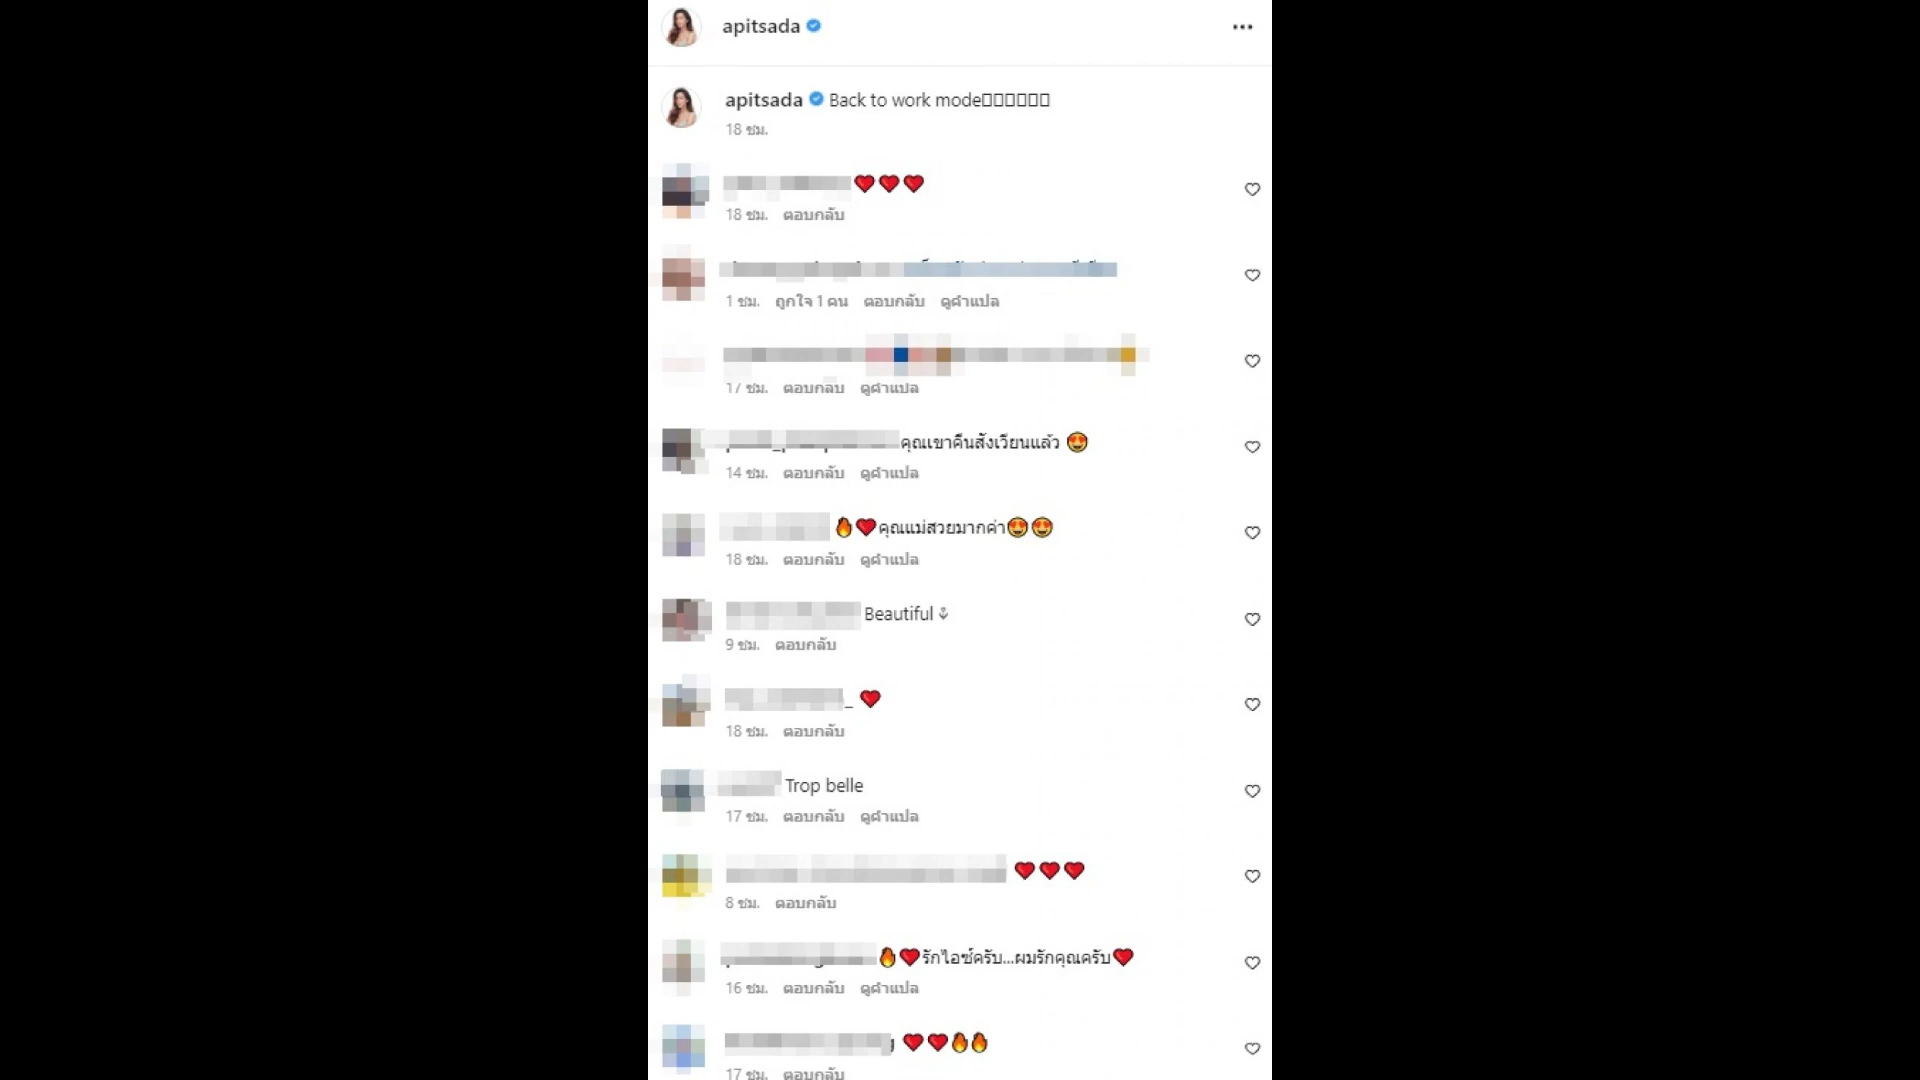 apitsada
apitsada Back to work mode
18 ชม.
❤️❤️❤️
18 ชม. ตอบกลับ
1 ชม. ถูกใจ 1 คน ตอบกลับ ดูคำแปล
17 ชม. ตอบกลับ ดูคำแปล
คุณเขาคืนสังเวียนแล้ว 😍
14 ชม. ตอบกลับ ดูคำแปล
🔥❤️คุณแม่สวยมากค่า😍😍
18 ชม. ตอบกลับ ดูคำแปล
Beautiful⚘
9 ชม. ตอบกลับ
❤️
18 ชม. ตอบกลับ
Trop belle
17 ชม. ตอบกลับ ดูคำแปล
❤️❤️❤️
8 ชม. ตอบกลับ
🔥❤️รักไอซ์ครับ...ผมรักคุณครับ❤️
16 ชม. ตอบกลับ ดูคำแปล
❤️❤️🔥🔥
17 ชม. ตอบกลับ